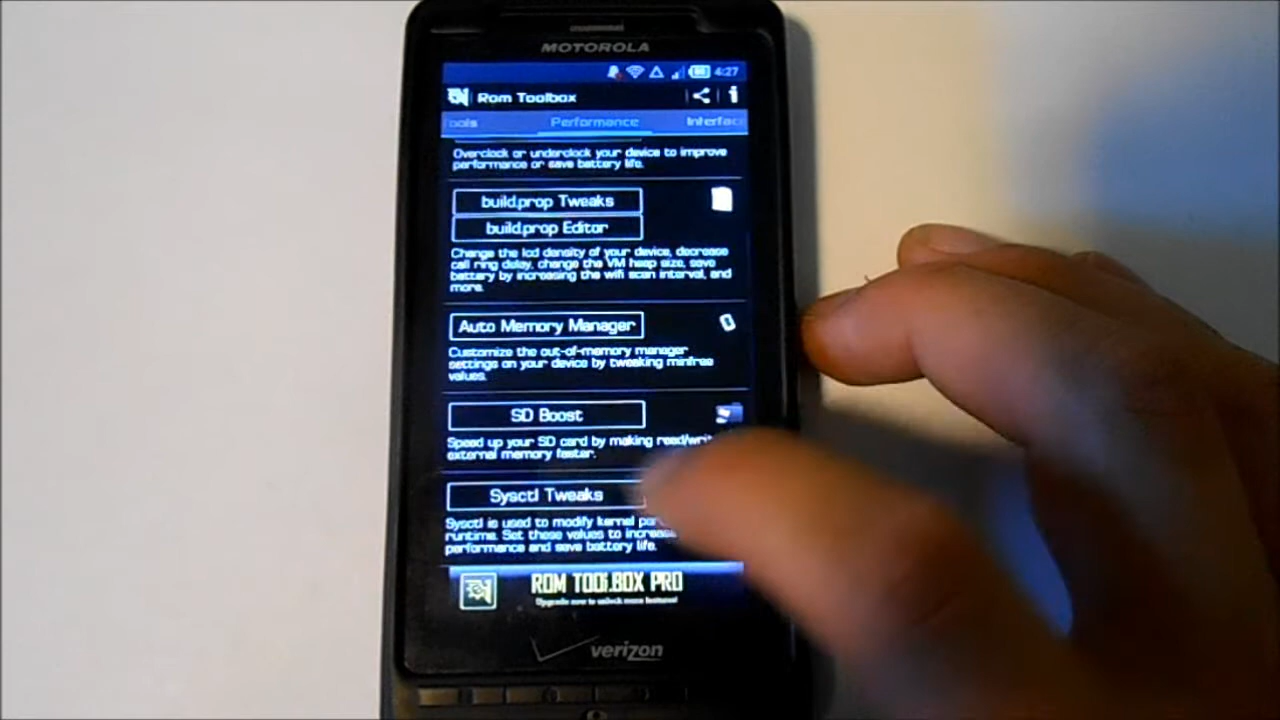 MOTOROLA
4:27
Rom Toolbox
ools
Performance
Interfac
Overclock or underclock your device to improve
performance or save battery life.
build.prop Tweaks
build.prop Editor
Change the lcd density of your device, decrease
call ring delay, change the VM heap size, save
battery by increasing the wifi scan interval, and
more.
Auto Memory Manager
Customize the out-of-memory manager
settings on your device by tweaking minfree
values.
SD Boost
Speed up your SD card by making read/writ
external memory faster.
Sysctl Tweaks
Sysctl is used to modify kernel par
runtime. Set these values to increas
performance and save battery life.
ROM TOOLBOX PRO
Upgrade now to unlock more features!
verizon